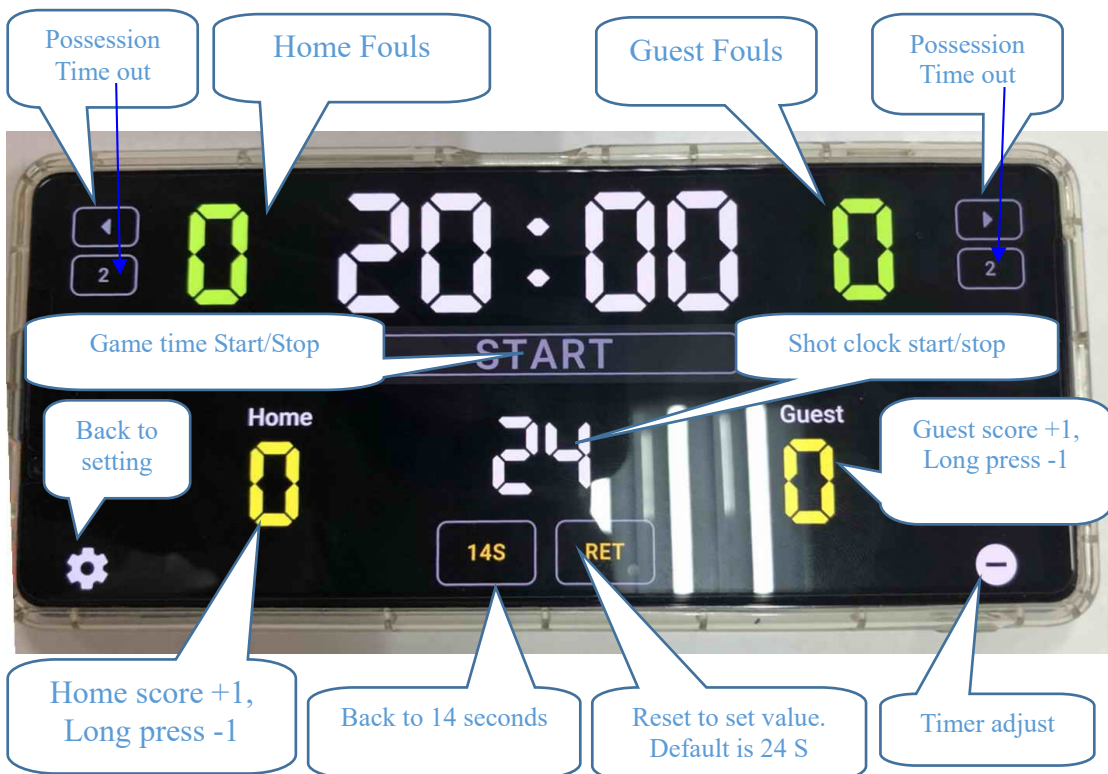 Possession
Time out
Home Fouls
Guest Fouls
Possession
Time out
0
20:00
0
2
2
Game time Start/Stop
START
Shot clock start/stop
Home
Guest
Back to
setting
0
24
0
Guest score +1,
Long press -1
14S
RET
Home score +1,
Long press -1
Back to 14 seconds
Reset to set value.
Default is 24 S
Timer adjust